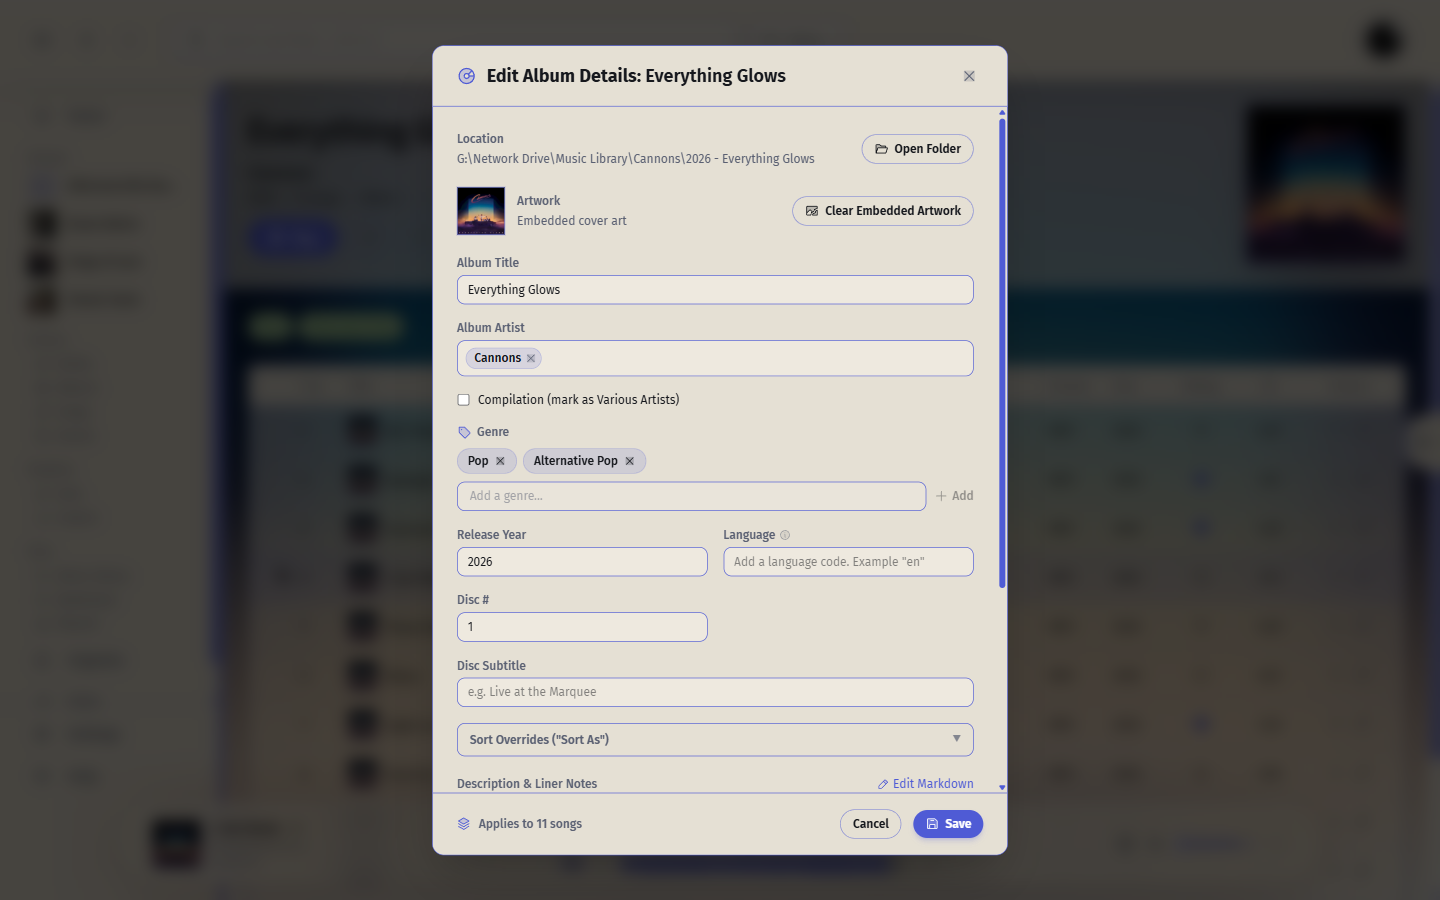 Edit Album Details: Everything Glows
Location
G:\Network Drive\Music Library\Cannons\2026 - Everything Glows
Open Folder
Artwork
Embedded cover art
Clear Embedded Artwork
Album Title
Everything Glows
Album Artist
Cannons
Compilation (mark as Various Artists)
Genre
Pop
Alternative Pop
Add a genre...
Add
Release Year
Language
2026
Add a language code. Example "en"
Disc #
1
Disc Subtitle
e.g. Live at the Marquee
Sort Overrides ("Sort As")
Description & Liner Notes
Edit Markdown
Applies to 11 songs
Cancel
Save